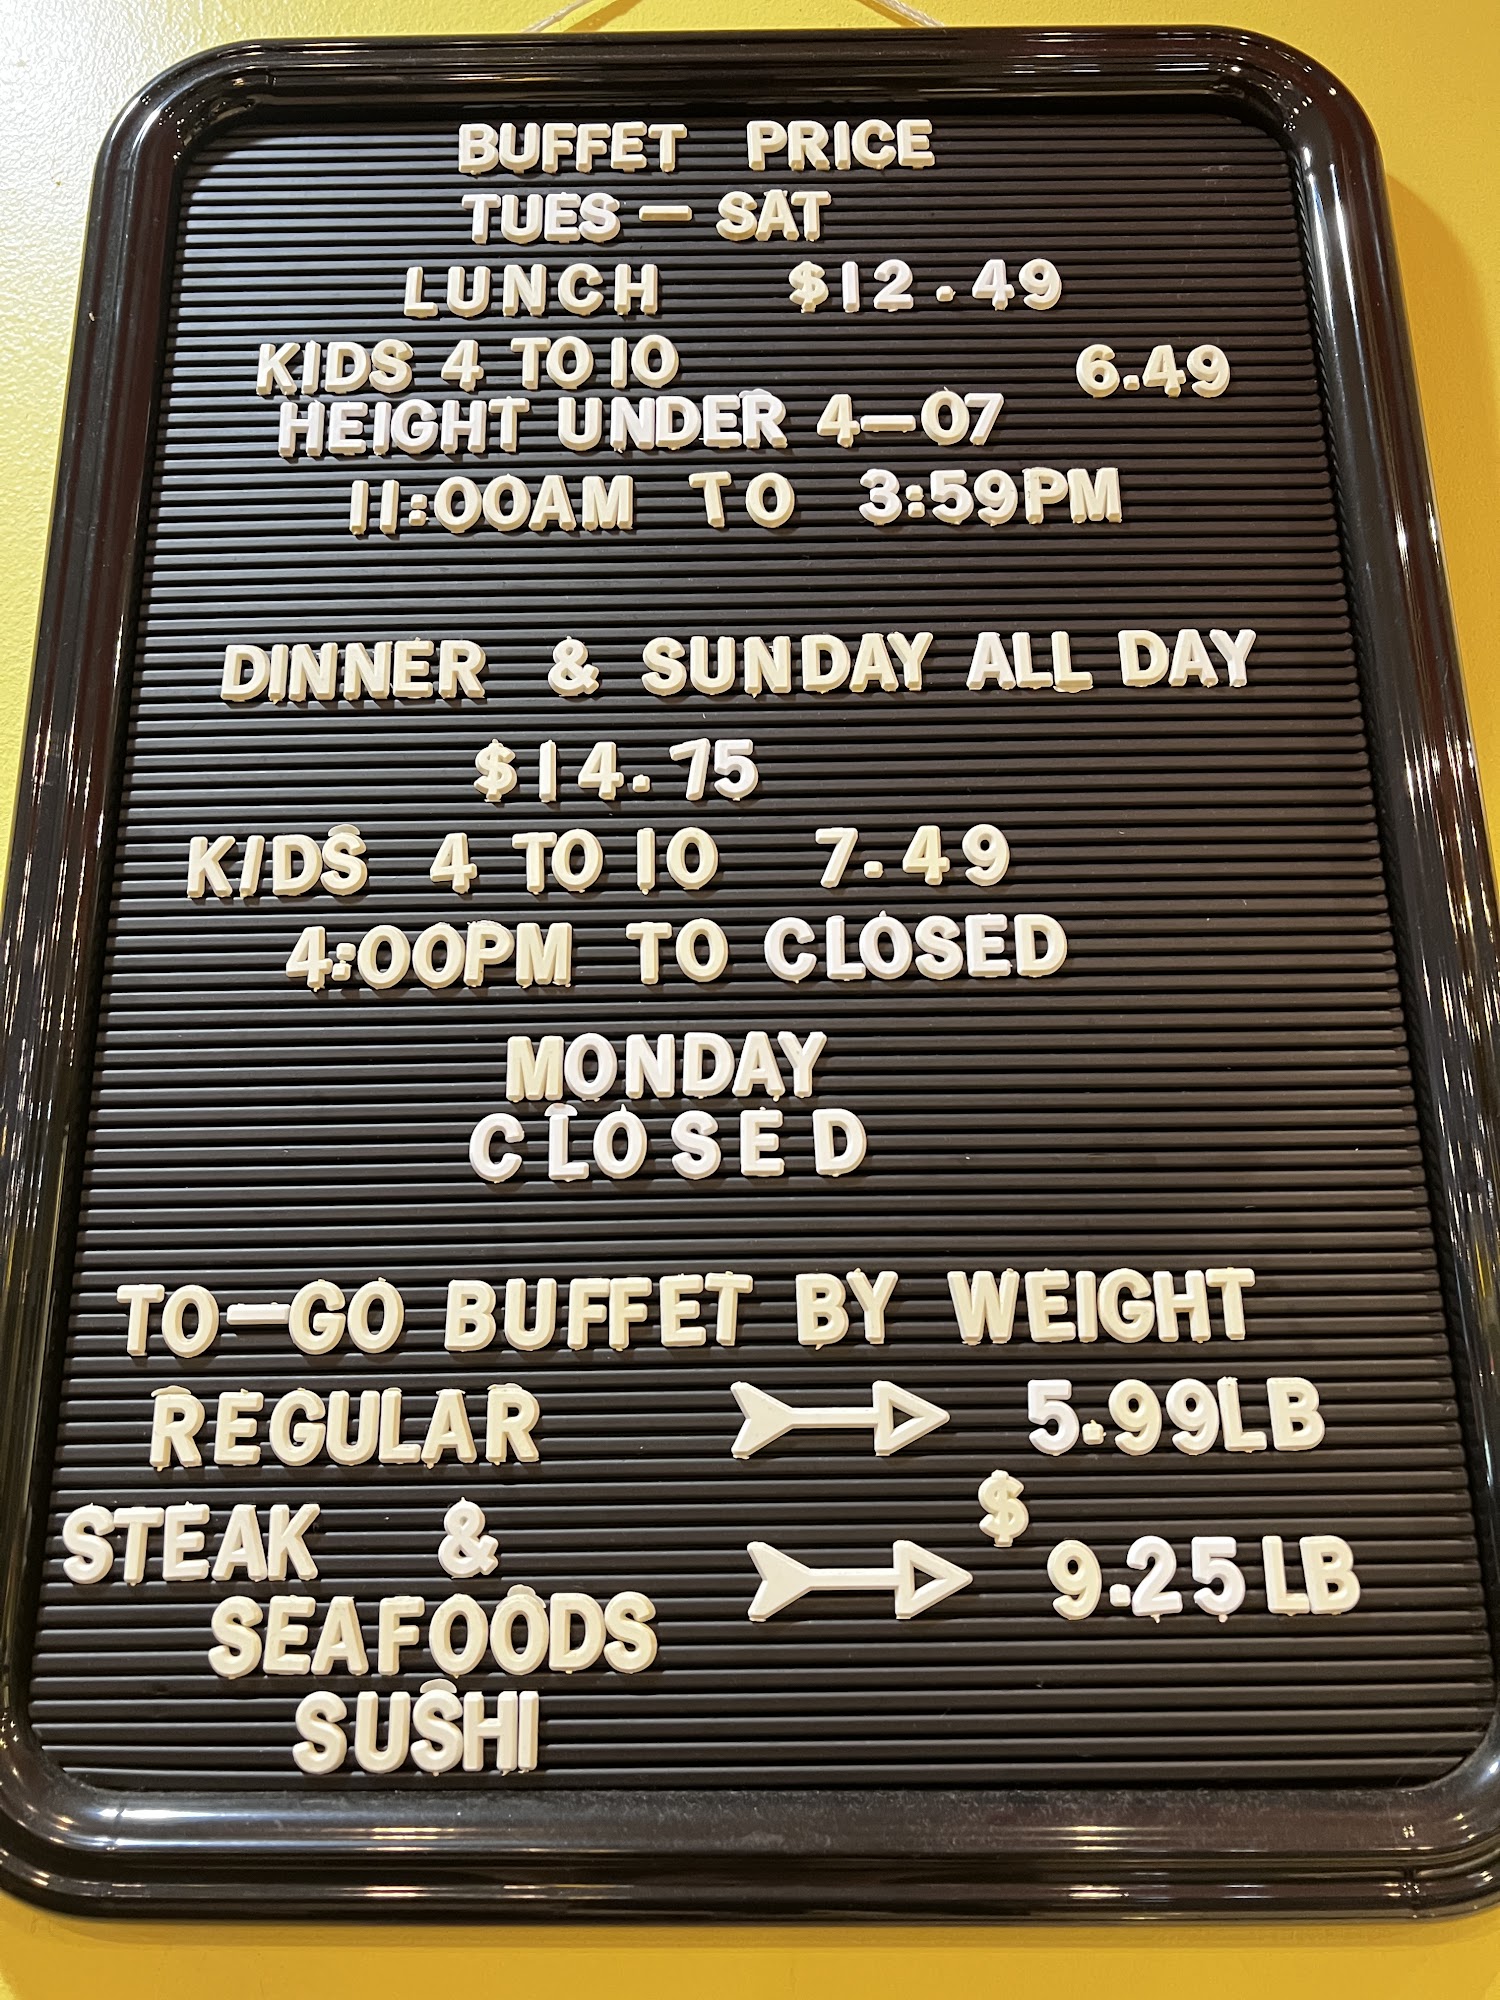 BUFFET PRICE
TUES — SAT
LUNCH $12.49
KIDS 4 TO 10 6.49
HEIGHT UNDER 4—07
11:00AM TO 3:59PM
DINNER & SUNDAY ALL DAY
$14.75
KIDS 4 TO 10 7.49
4:00PM TO CLOSED
MONDAY
CLOSED
TO—GO BUFFET BY WEIGHT
REGULAR 5.99LB
STEAK & $ 9.25LB
SEAFOODS
SUSHI